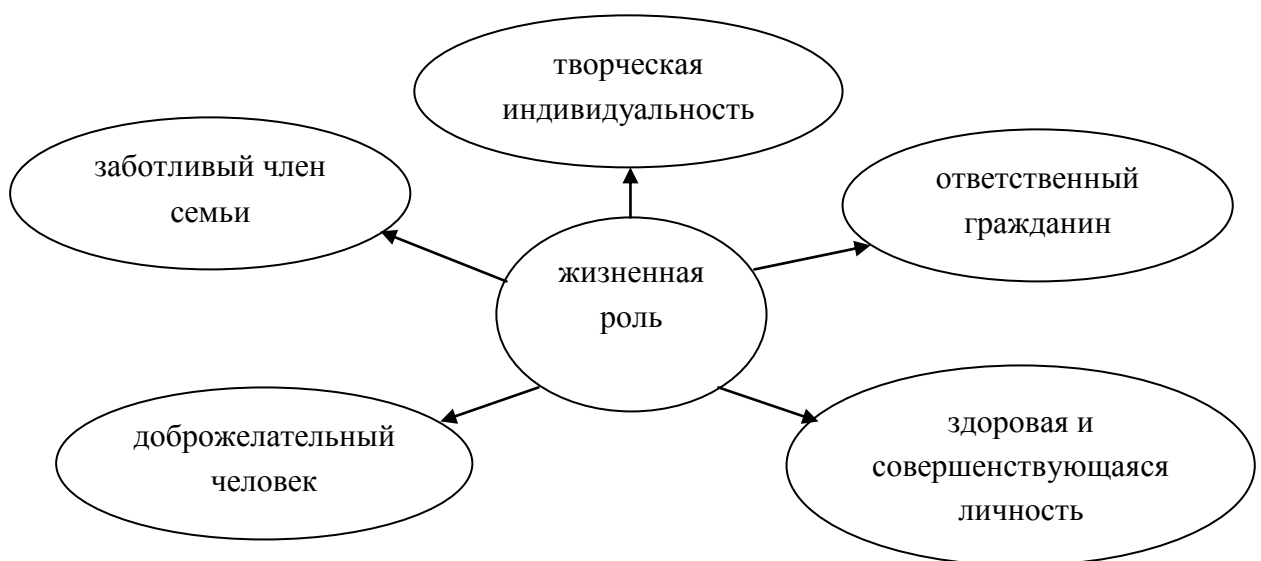 творческая
индивидуальность
заботливый член
семьи
ответственный
гражданин
жизненная
роль
доброжелательный
человек
здоровая и
совершенствующаяся
личность